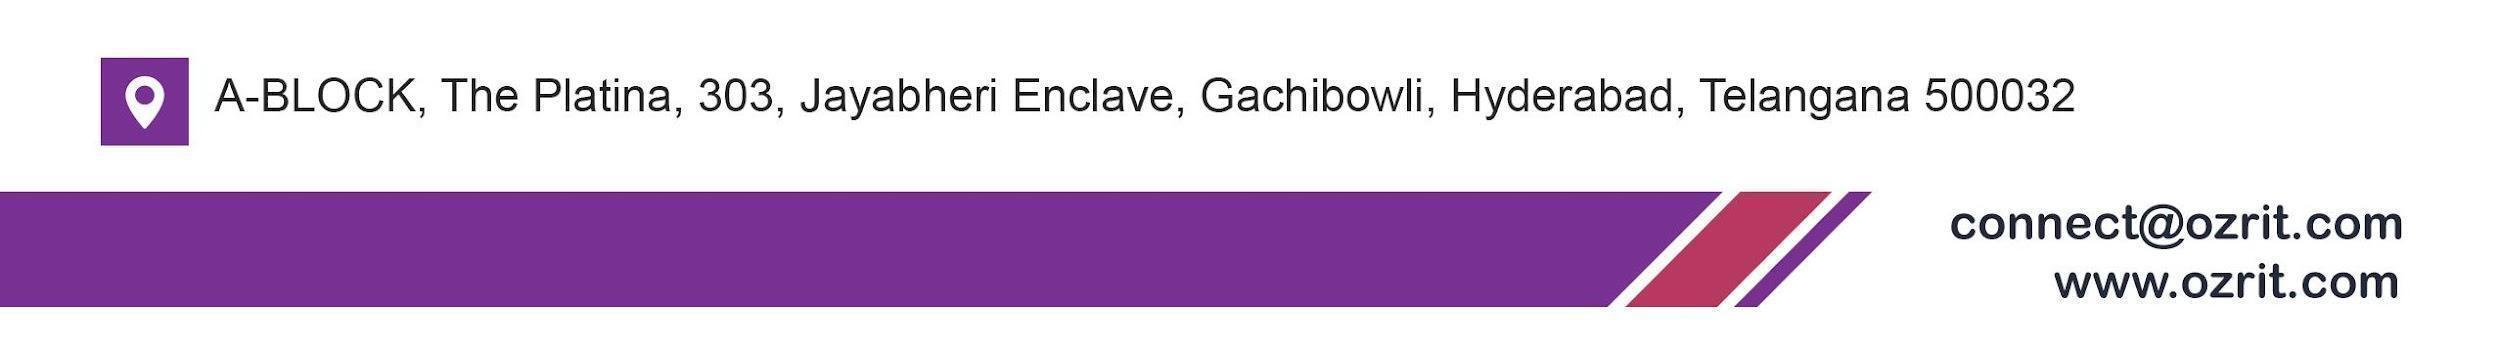 A-BLOCK, The Platina, 303, Jayabheri Enclave, Gachibowli, Hyderabad, Telangana 500032
connect@ozrit.com
www.ozrit.com